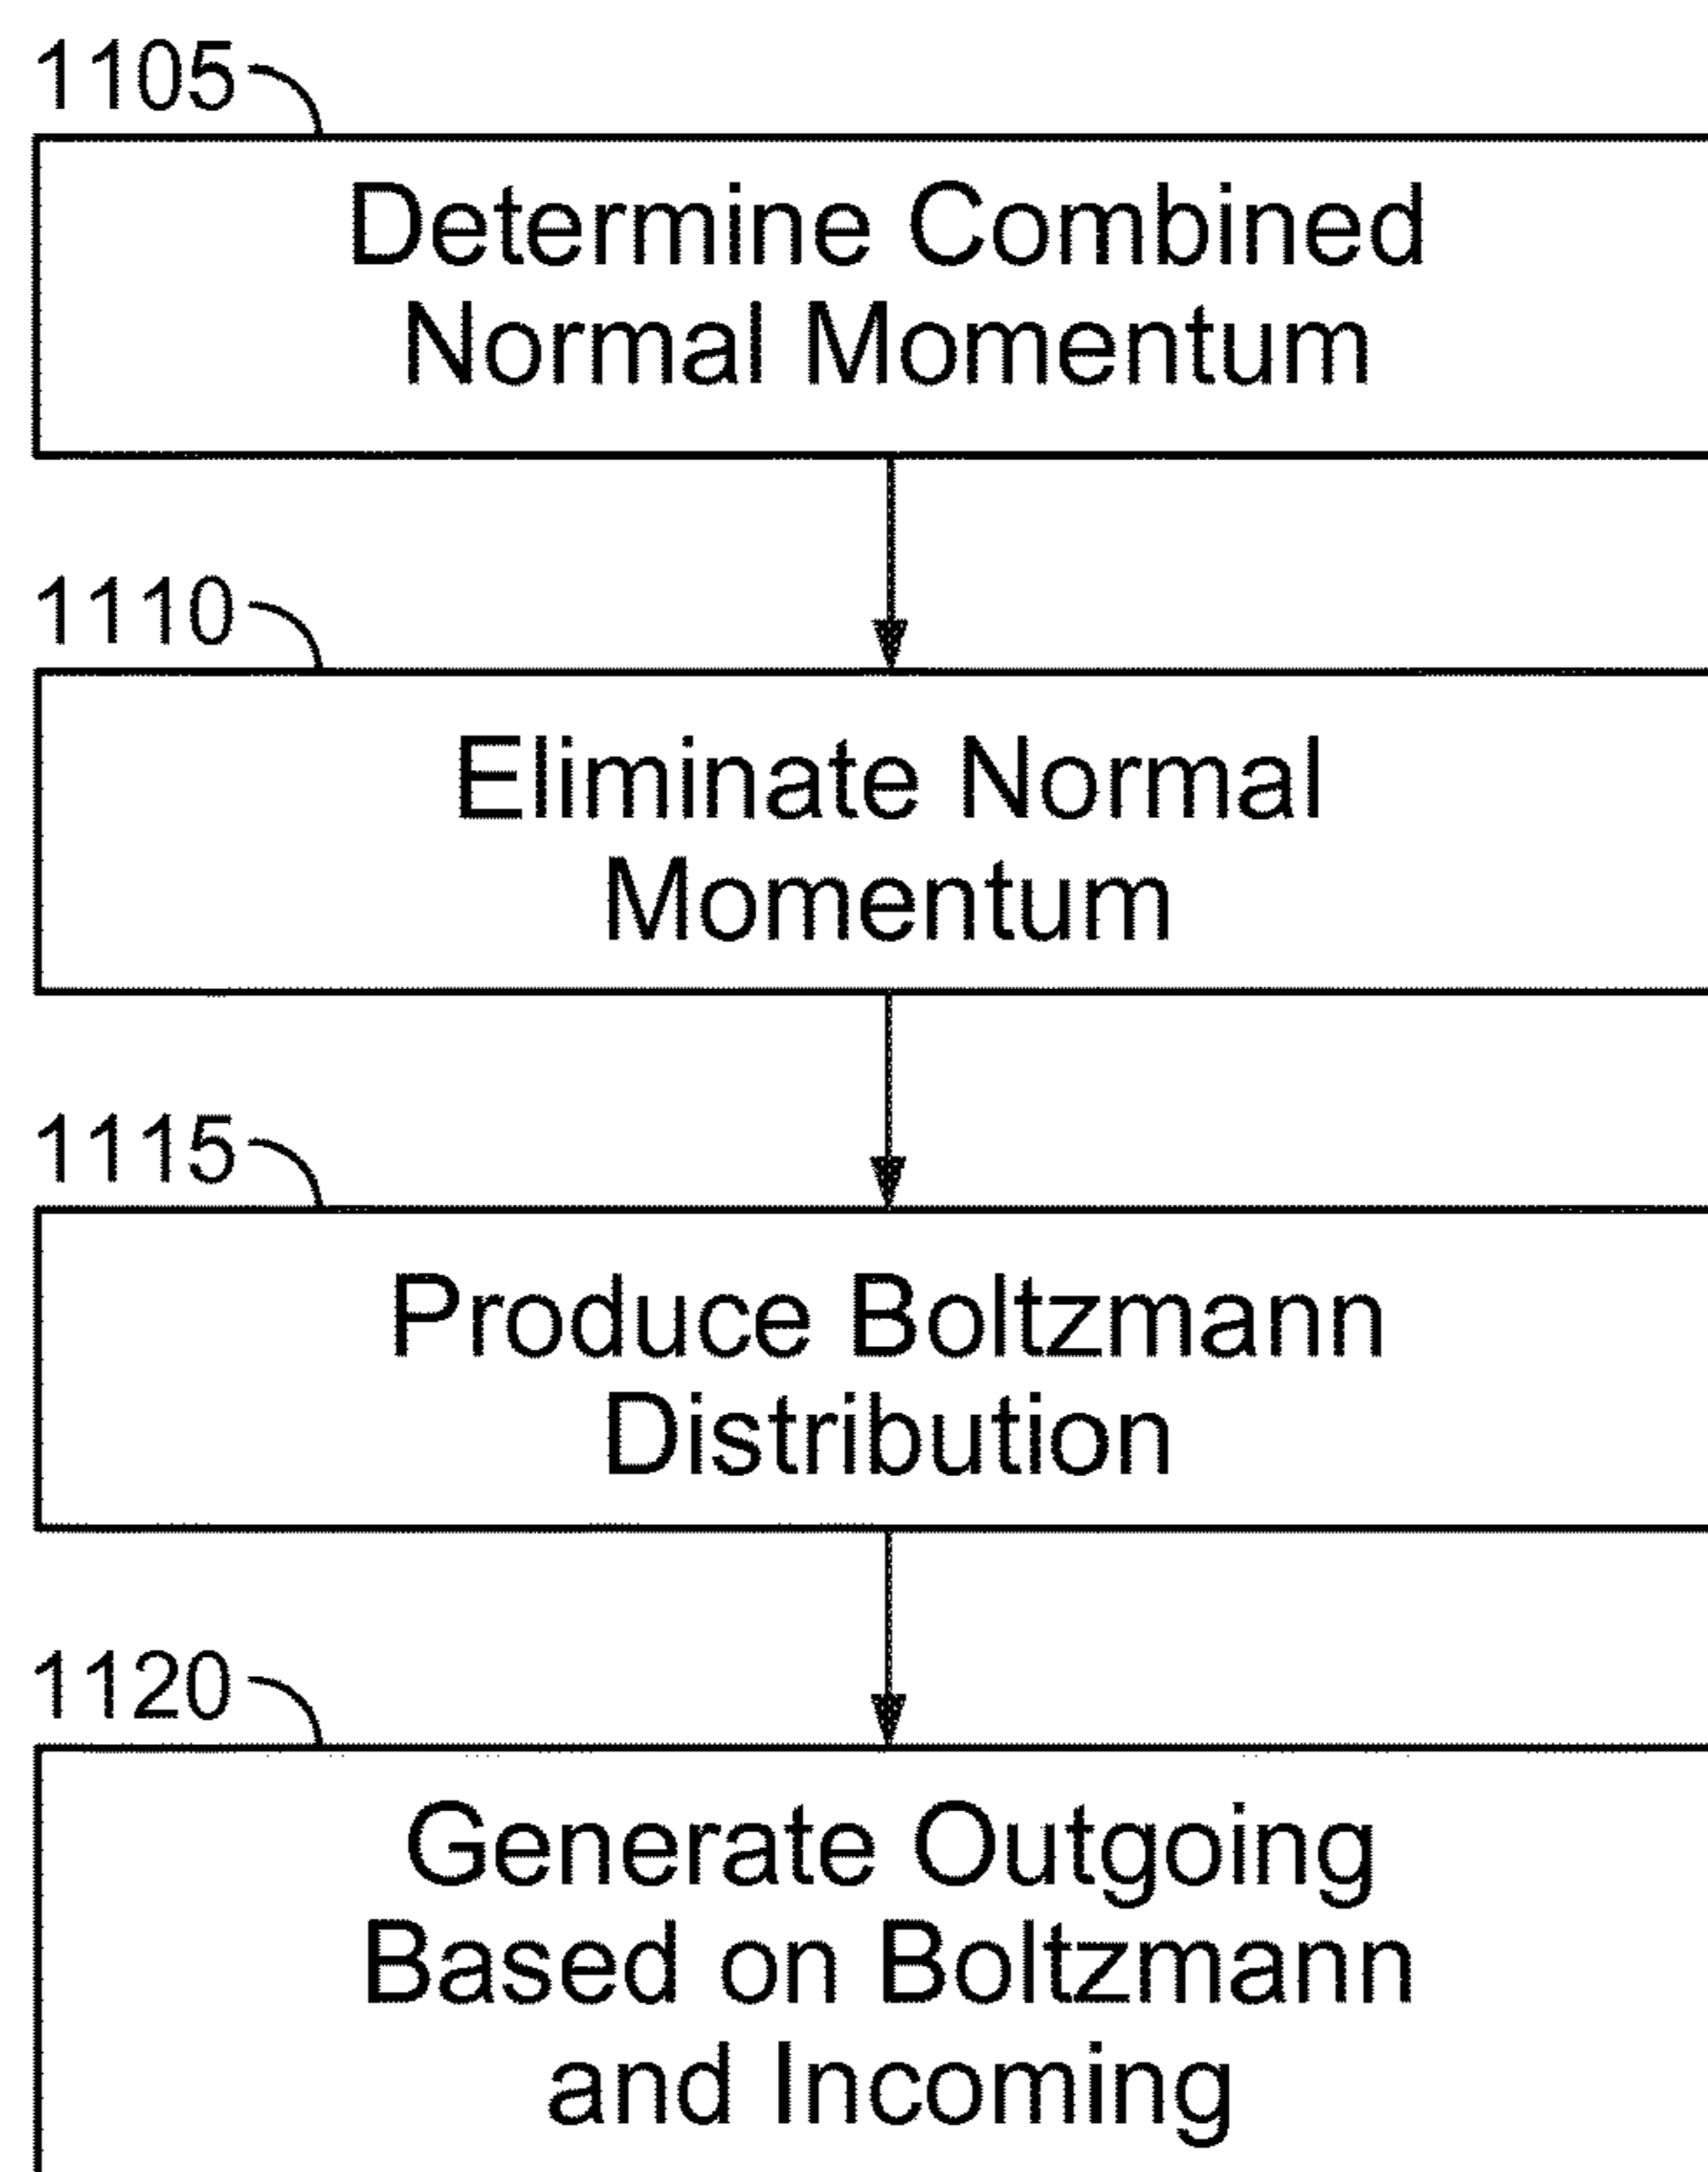 1105
Determine Combined
Normal Momentum
1110
Eliminate Normal
Momentum
1115
Produce Boltzmann
Distribution
1120
Generate Outgoing
Based on Boltzmann
and Incoming